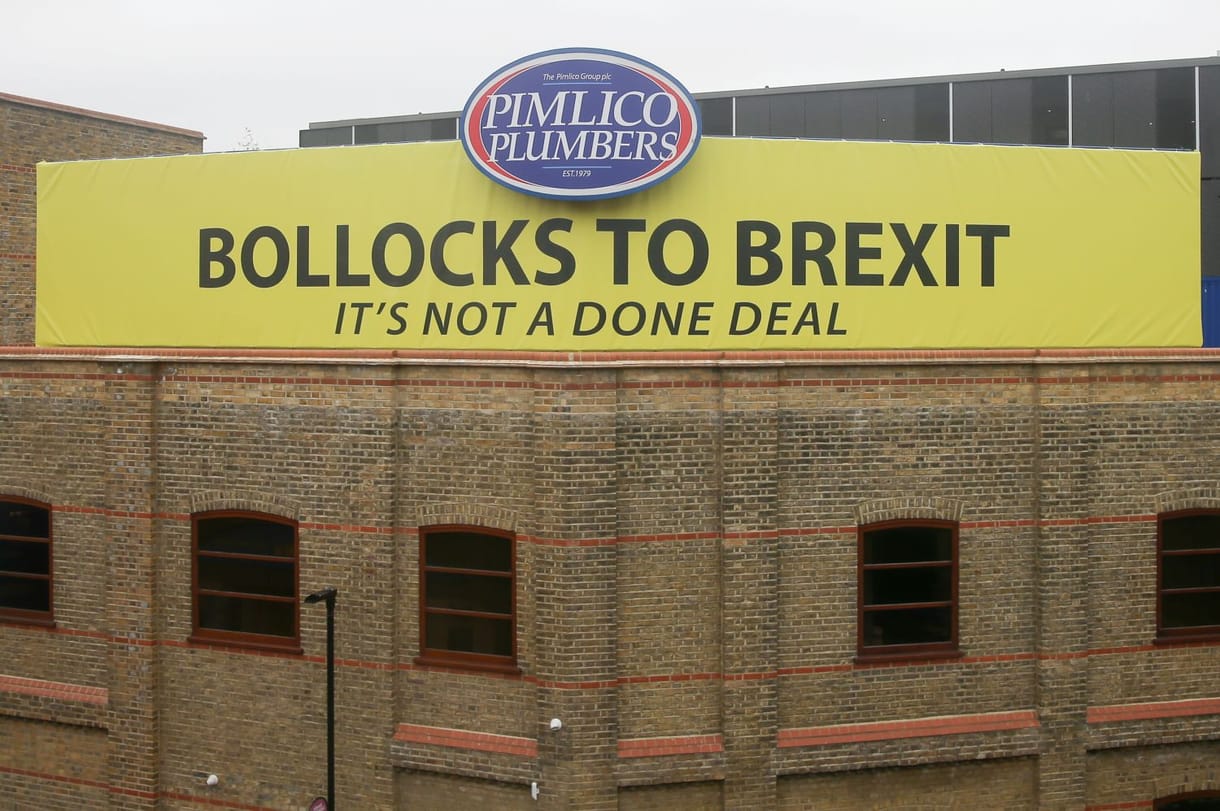 The Pimlico Group plc
PIMLICO
PLUMBERS
EST.1979
BOLLOCKS TO BREXIT
IT'S NOT A DONE DEAL